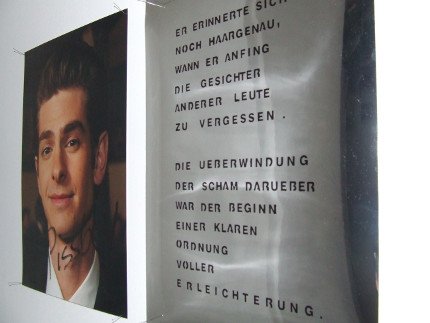 ER ERINNERTE SICH
NOCH HAARGENAU,
WANN ER ANFING
DIE GESICHTER
ANDERER LEUTE
ZU VERGESSEN.
DIE UEBERWINDUNG
DER SCHAM DARUEBER
WAR DER BEGINN
EINER KLAREN
ORDNUNG
VOLLER
ERLEICHTERUNG.